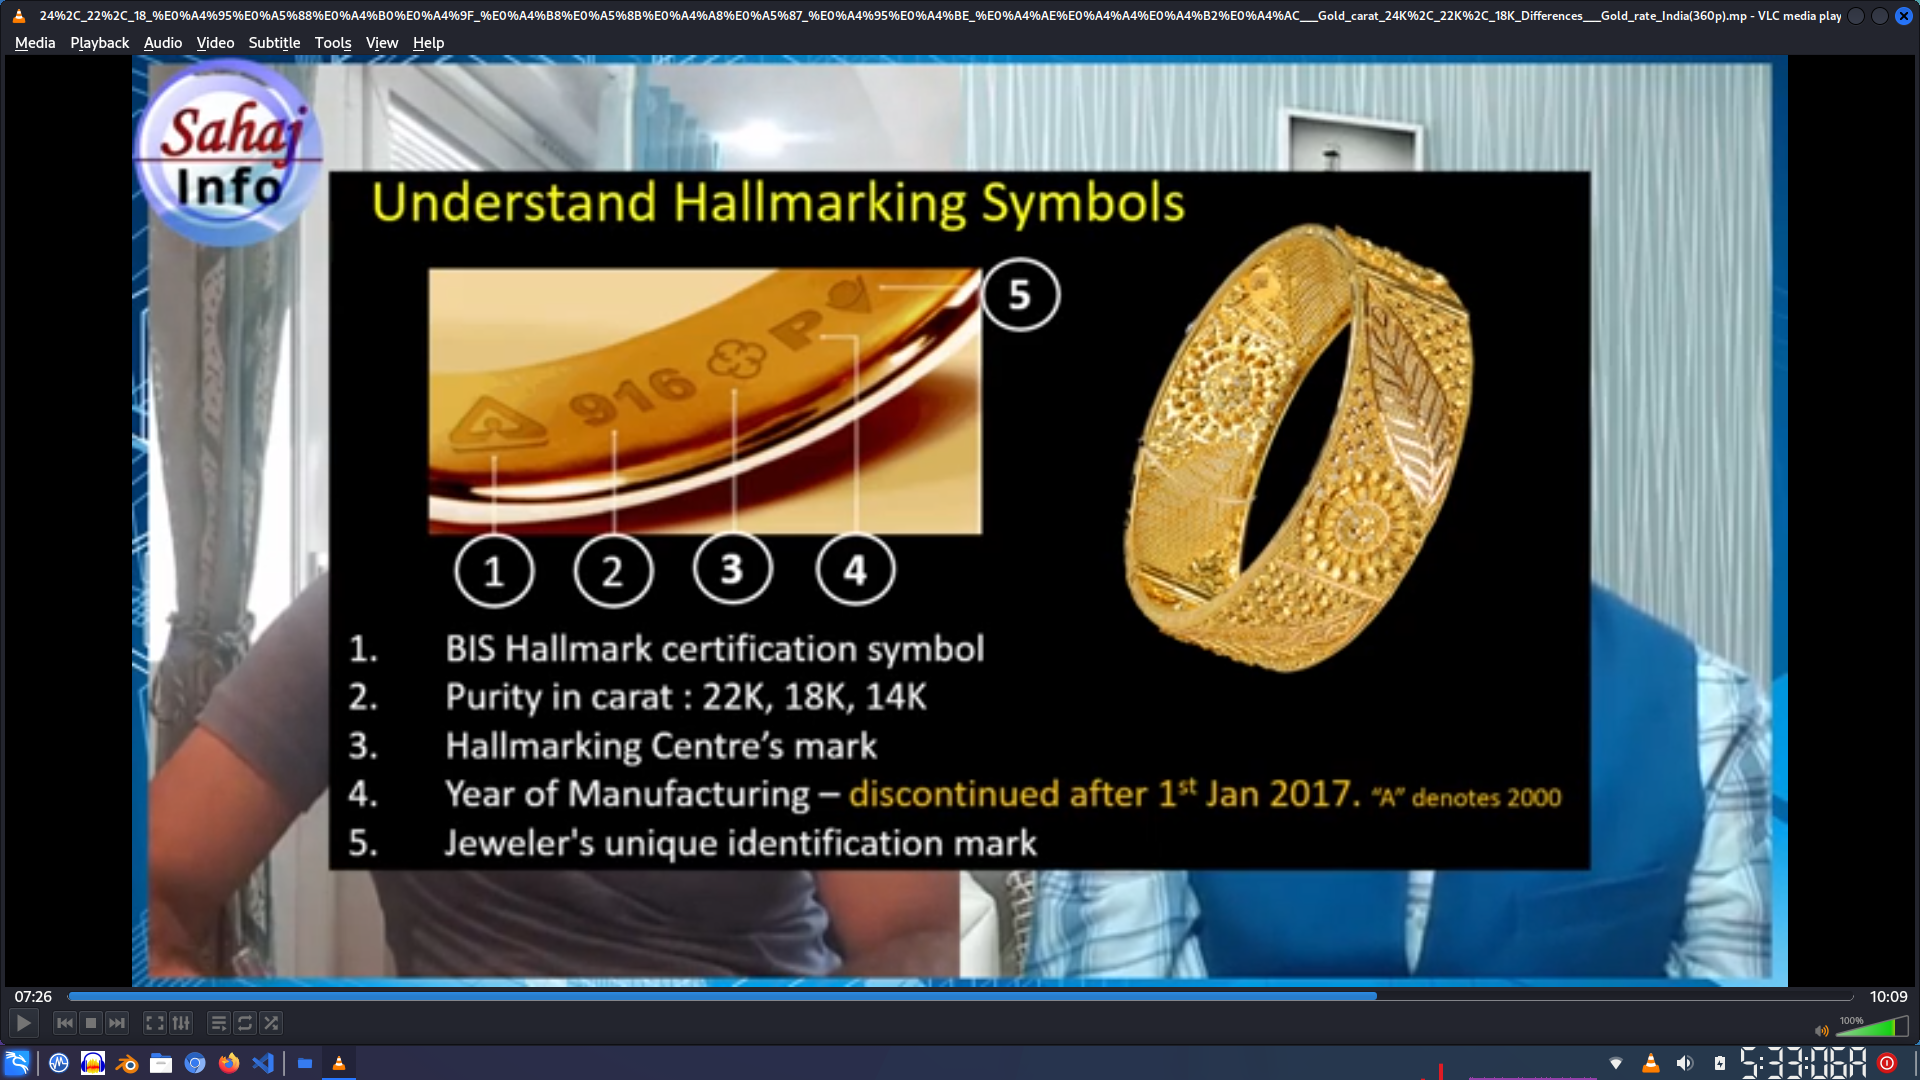 24%2C_22%2C_18_%E0%A4%95%E0%A5%88%E0%A4%B0%E0%A4%9F_%E0%A4%B8%E0%A5%8B%E0%A4%A8%E0%A5%87_%E0%A4%95%E0%A4%BE_%E0%A4%AE%E0%A4%A4%E0%A4%B2%E0%A4%AC___Gold_carat_24K%2C_22K%2C_18K_Differences___Gold_rate_India(360p).mp - VLC media play
Media Playback Audio Video Subtitle Tools View Help
Sahaj
Info
Understand Hallmarking Symbols
5
916 P
1 2 3 4
1. BIS Hallmark certification symbol
2. Purity in carat : 22K, 18K, 14K
3. Hallmarking Centre’s mark
4. Year of Manufacturing – discontinued after 1st Jan 2017. “A” denotes 2000
5. Jeweler's unique identification mark
07:26 10:09
100%
5:33:06A